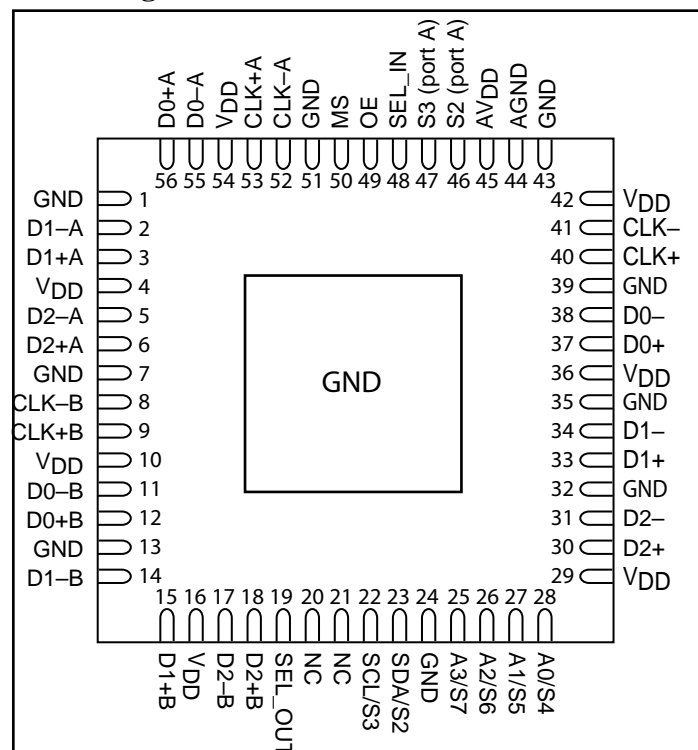 D0+A
D0–A
VDD
CLK+A
CLK–A
GND
MS
OE
SEL_IN
S3 (port A)
S2 (port A)
AVDD
AGND
GND
56 55 54 53 52 51 50 49 48 47 46 45 44 43
GND 1
D1–A 2
D1+A 3
VDD 4
D2–A 5
D2+A 6
GND 7
CLK–B 8
CLK+B 9
VDD 10
D0–B 11
D0+B 12
GND 13
D1–B 14
GND
42 VDD
41 CLK-
40 CLK+
39 GND
38 D0-
37 D0+
36 VDD
35 GND
34 D1–
33 D1+
32 GND
31 D2-
30 D2+
29 VDD
15 16 17 18 19 20 21 22 23 24 25 26 27 28
D1+B
VDD
D2–B
D2+B
SEL_OUT
NC
NC
SCL/S3
SDA/S2
GND
A3/S7
A2/S6
A1/S5
A0/S4